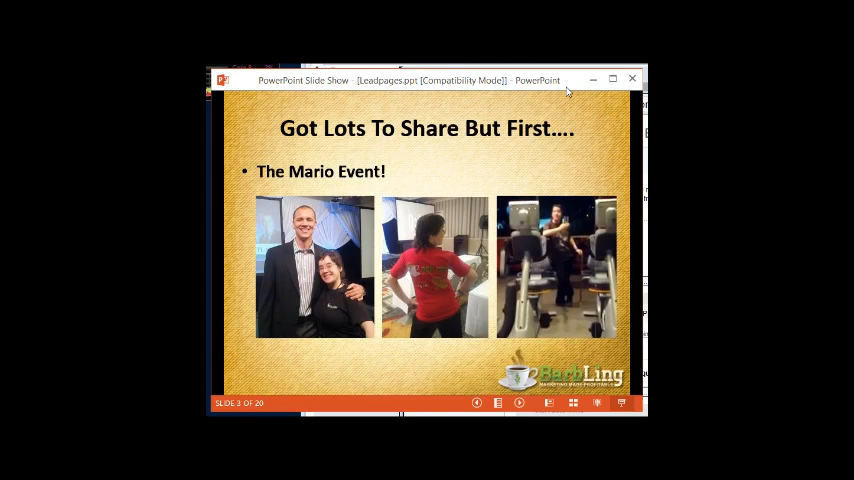 PowerPoint Slide Show - [Leadpages.ppt [Compatibility Mode]] - PowerPoint
Got Lots To Share But First....
• The Mario Event!
BarbLing
MARKETING MADE PROFITABLE
SLIDE 3 OF 20